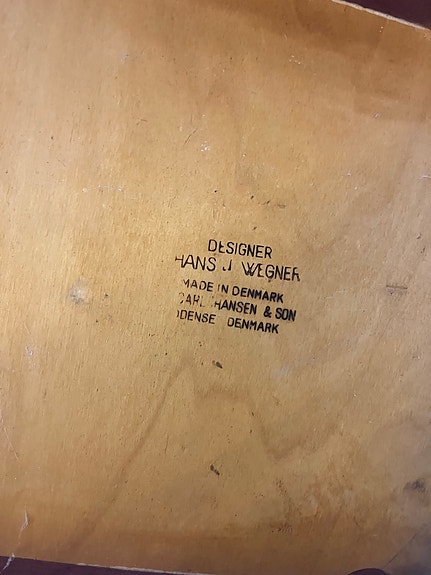 DESIGNER
HANS J WEGNER
MADE IN DENMARK
CARL HANSEN & SON
ODENSE DENMARK